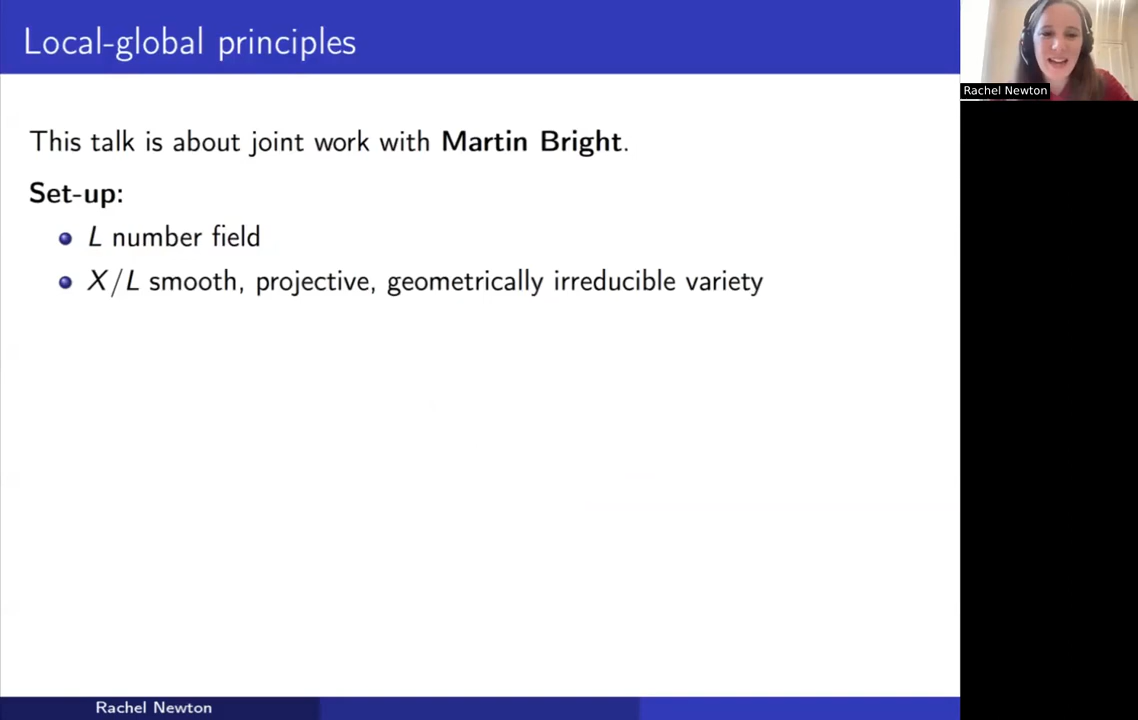 Local-global principles
Rachel Newton
This talk is about joint work with Martin Bright.
Set-up:
L number field
X/L smooth, projective, geometrically irreducible variety
Rachel Newton